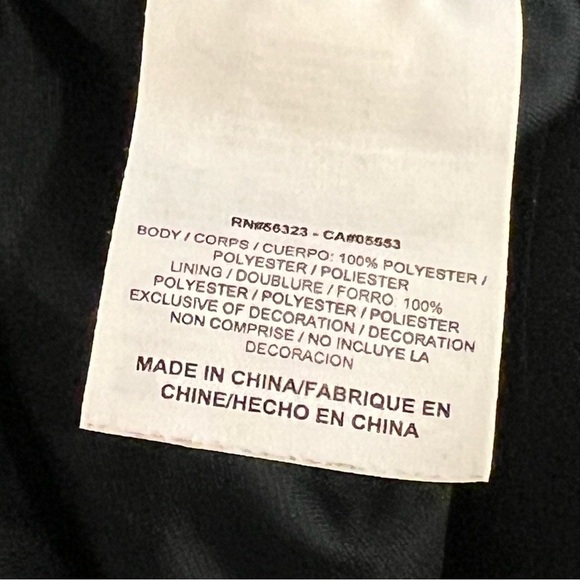 RN#56323 - CA#05553
BODY / CORPS / CUERPO: 100% POLYESTER /
POLYESTER / POLIESTER
LINING / DOUBLURE / FORRO: 100%
POLYESTER / POLYESTER / POLIESTER
EXCLUSIVE OF DECORATION / DECORATION
NON COMPRISE / NO INCLUYE LA
DECORACION
MADE IN CHINA/FABRIQUE EN
CHINE/HECHO EN CHINA